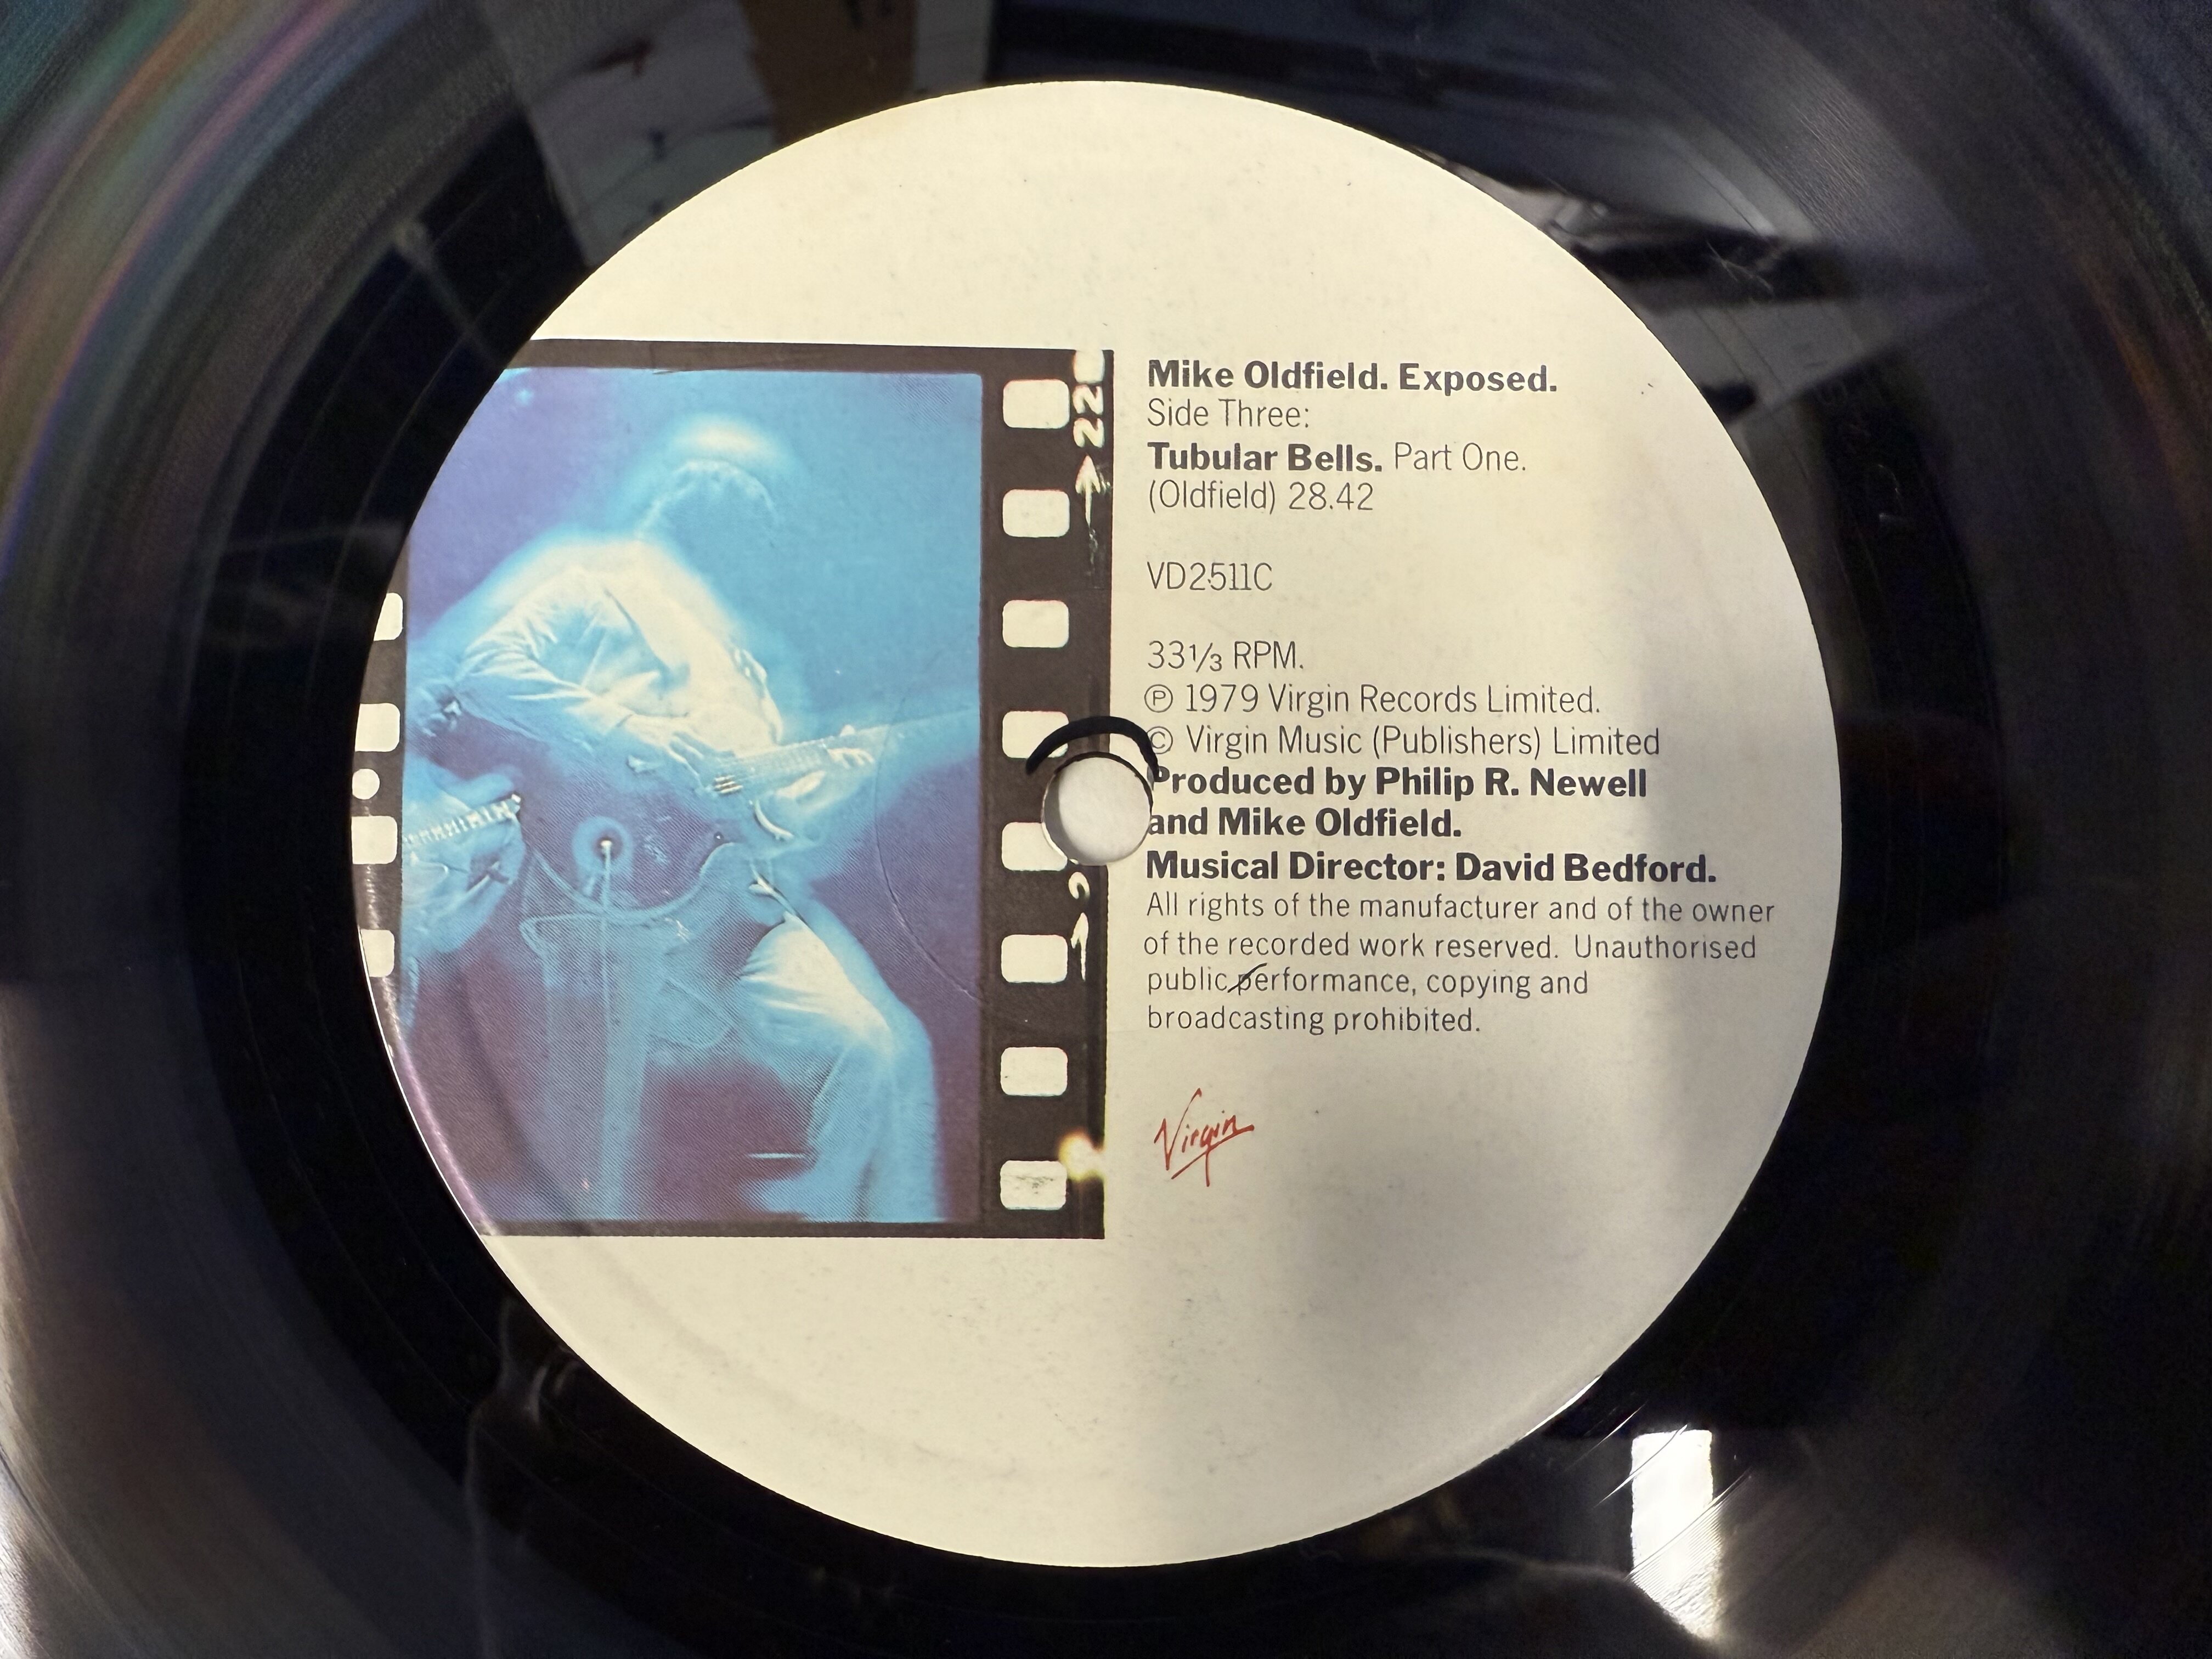 22
Mike Oldfield. Exposed.
Side Three:
Tubular Bells. Part One.
(Oldfield) 28.42
VD2511C
33⅓ RPM.
℗ 1979 Virgin Records Limited.
© Virgin Music (Publishers) Limited
Produced by Philip R. Newell
and Mike Oldfield.
Musical Director: David Bedford.
All rights of the manufacturer and of the owner
of the recorded work reserved. Unauthorised
public performance, copying and
broadcasting prohibited.
Virgin